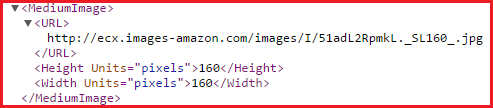 ▼<MediumImage>
▼<URL>
http://ecx.images-amazon.com/images/I/51adL2RpmkL._SL160_.jpg
</URL>
<Height Units="pixels">160</Height>
<Width Units="pixels">160</Width>
</MediumImage>